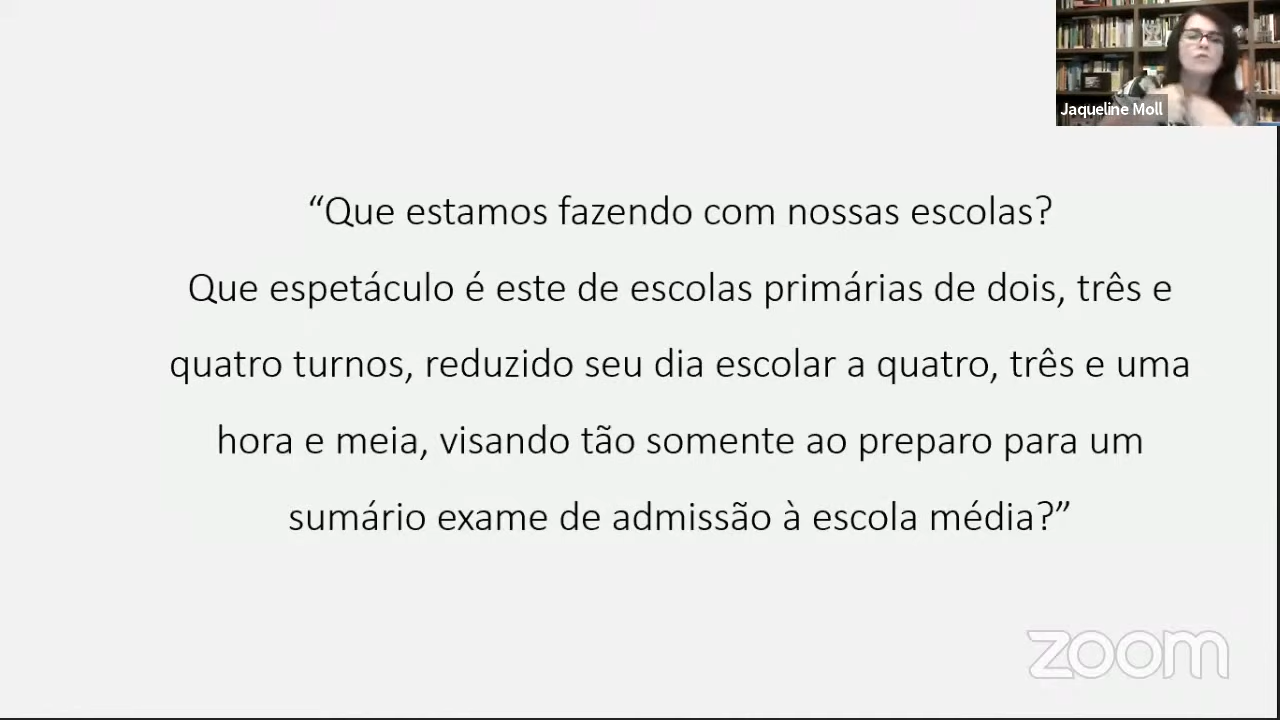 Jaqueline Moll
“Que estamos fazendo com nossas escolas?
Que espetáculo é este de escolas primárias de dois, três e
quatro turnos, reduzido seu dia escolar a quatro, três e uma
hora e meia, visando tão somente ao preparo para um
sumário exame de admissão à escola média?”
zoom